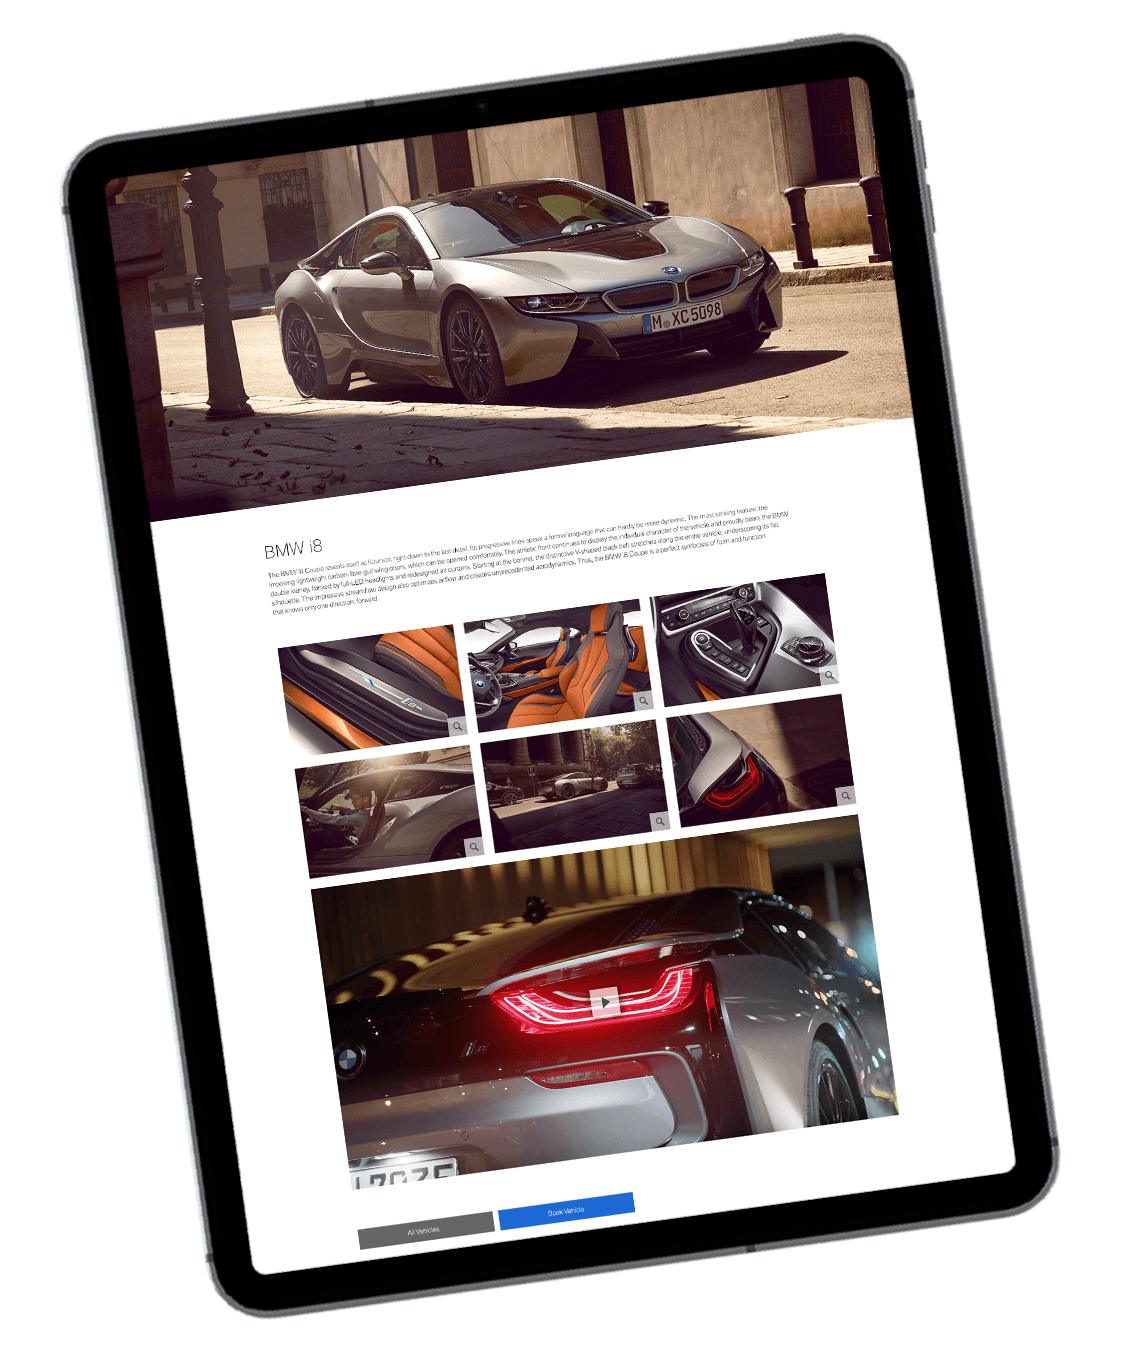 M XC 5098
BMW i8
The BMW i8 Coupé reveals itself as futuristic right down to the last detail. Its progressive lines speak a formal language that can hardly be more dynamic. The most striking feature: the
imposing lightweight carbon-fibre gull wing doors, which can be opened comfortably. The athletic front continues to display the individual character of the vehicle and proudly bears the BMW
double kidney, flanked by full-LED headlights and redesigned air curtains. Starting at the bonnet, the distinctive V-shaped black belt stretches along the entire vehicle, underscoring its flat
silhouette. The impressive streamflow design also optimizes airflow and creates unprecedented aerodynamics. Thus, the BMW i8 Coupé is a perfect symbiosis of form and function
that knows only one direction: forward.
i8
All Vehicles
Book Vehicle